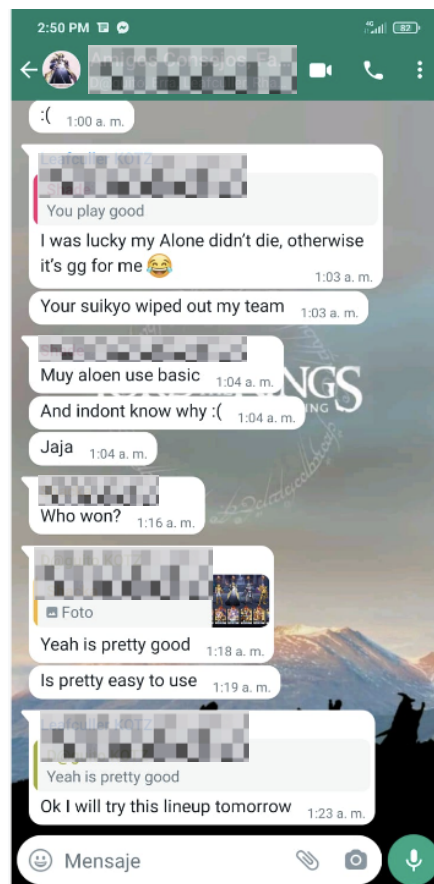 2:50 PM
4G
82
:( 1:00 a. m.
You play good
I was lucky my Alone didn't die, otherwise
it's gg for me 😂
1:03 a. m.
Your suikyo wiped out my team 1:03 a. m.
Muy aloen use basic 1:04 a. m.
And indont know why :( 1:04 a. m.
Jaja 1:04 a. m.
Who won? 1:16 a. m.
Foto
Yeah is pretty good 1:18 a. m.
Is pretty easy to use 1:19 a. m.
Yeah is pretty good
Ok I will try this lineup tomorrow 1:23 a. m.
Mensaje